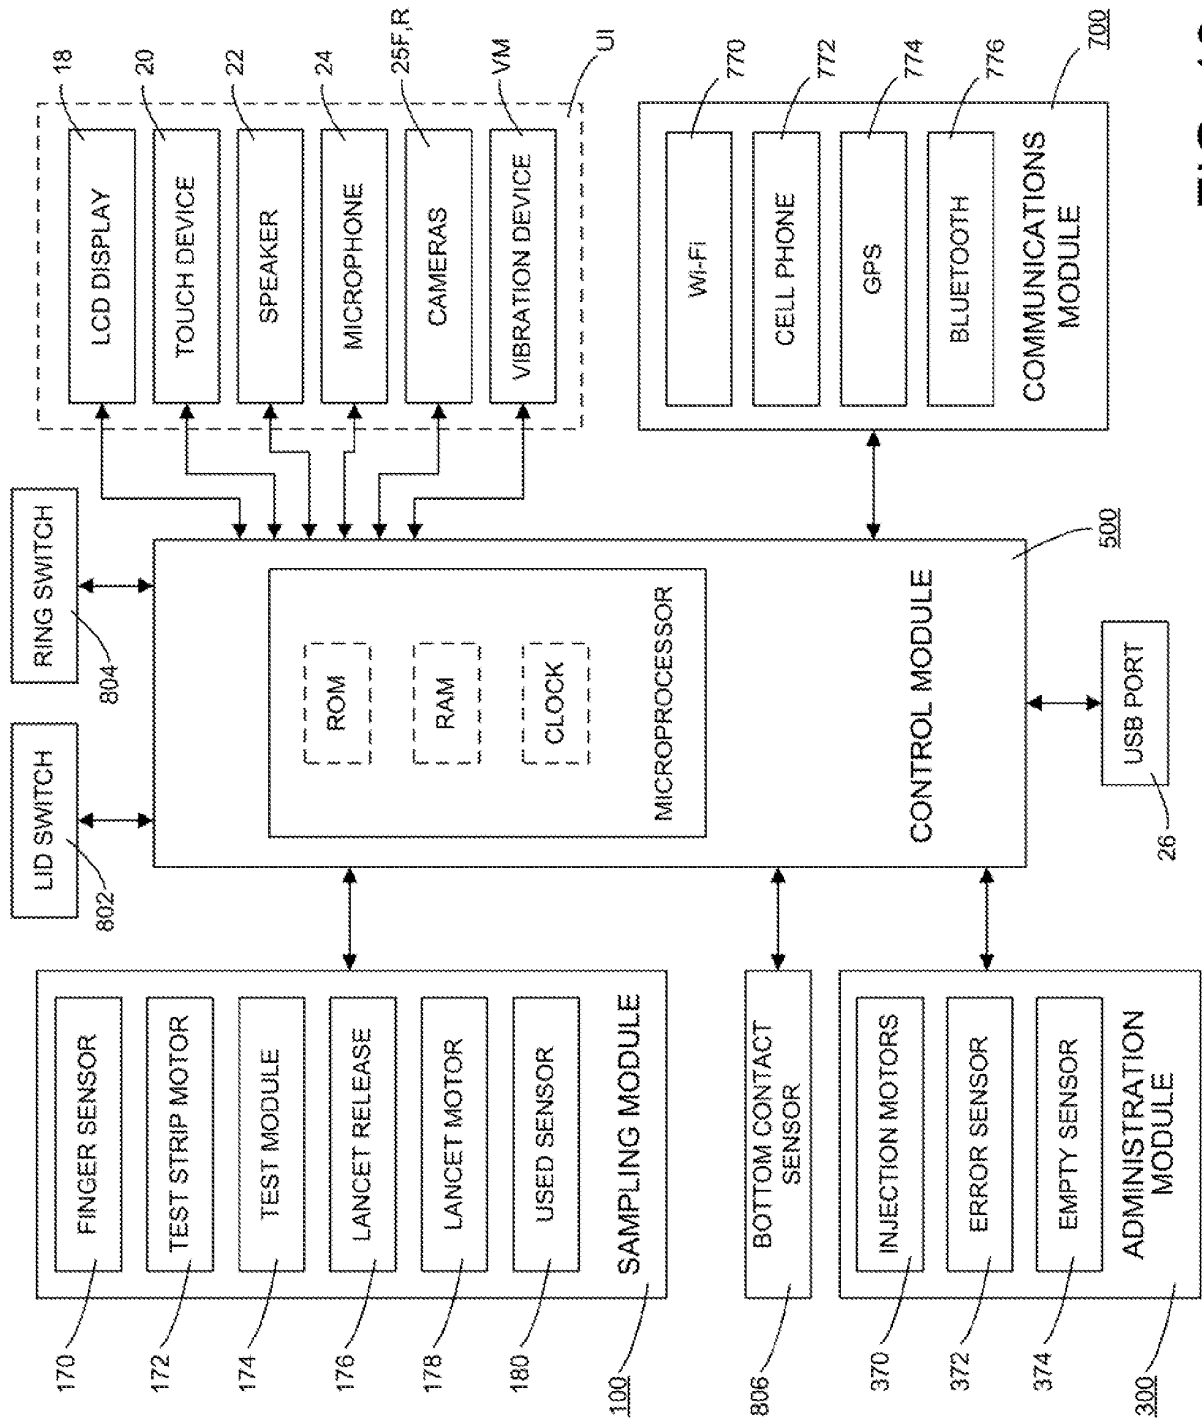 170
FINGER SENSOR
172
TEST STRIP MOTOR
174
TEST MODULE
176
LANCET RELEASE
178
LANCET MOTOR
180
USED SENSOR
100
SAMPLING MODULE
806
BOTTOM CONTACT
SENSOR
370
INJECTION MOTORS
372
ERROR SENSOR
374
EMPTY SENSOR
300
ADMINISTRATION
MODULE
LID SWITCH
802
RING SWITCH
804
ROM
RAM
CLOCK
MICROPROCESSOR
CONTROL MODULE
500
USB PORT
26
LCD DISPLAY
18
TOUCH DEVICE
20
SPEAKER
22
MICROPHONE
24
CAMERAS
25F,R
VIBRATION DEVICE
VM
UI
Wi-Fi
770
CELL PHONE
772
GPS
774
BLUETOOTH
776
COMMUNICATIONS
MODULE
700